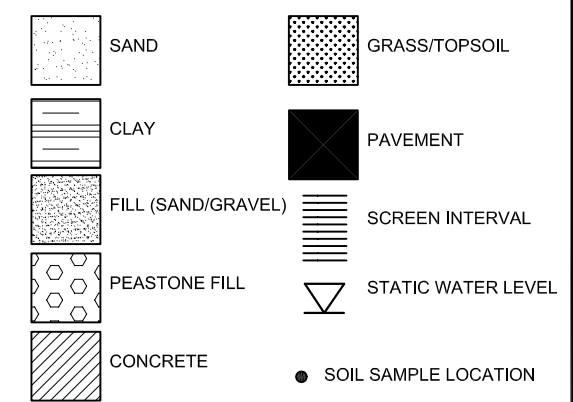 SAND
CLAY
FILL (SAND/GRAVEL)
PEASTONE FILL
CONCRETE
GRASS/TOPSOIL
PAVEMENT
SCREEN INTERVAL
STATIC WATER LEVEL
SOIL SAMPLE LOCATION